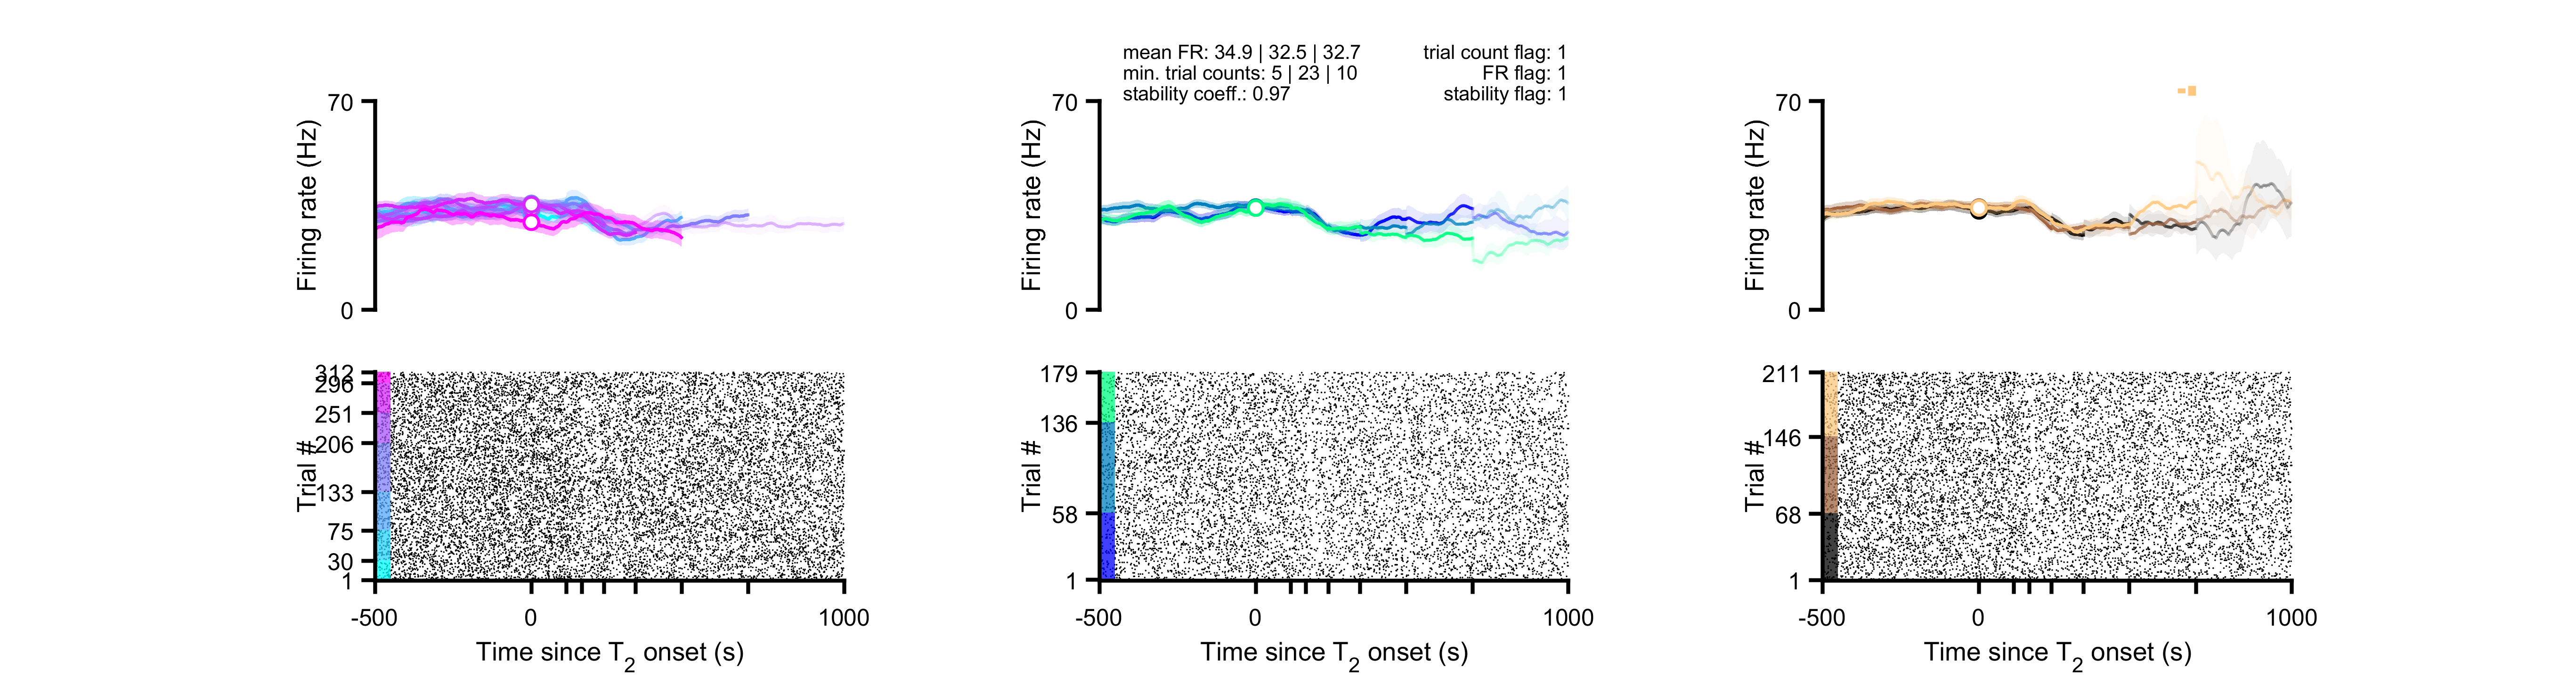 mean FR: 34.9 | 32.5 | 32.7
min. trial counts: 5 | 23 | 10
stability coeff.: 0.97
trial count flag: 1
FR flag: 1
stability flag: 1
70
Firing rate (Hz)
0
70
Firing rate (Hz)
0
70
Firing rate (Hz)
0
312
296
251
206
133
75
30
1
Trial #
-500
0
1000
Time since T2 onset (s)
179
136
58
1
Trial #
-500
0
1000
Time since T2 onset (s)
211
146
68
1
Trial #
-500
0
1000
Time since T2 onset (s)